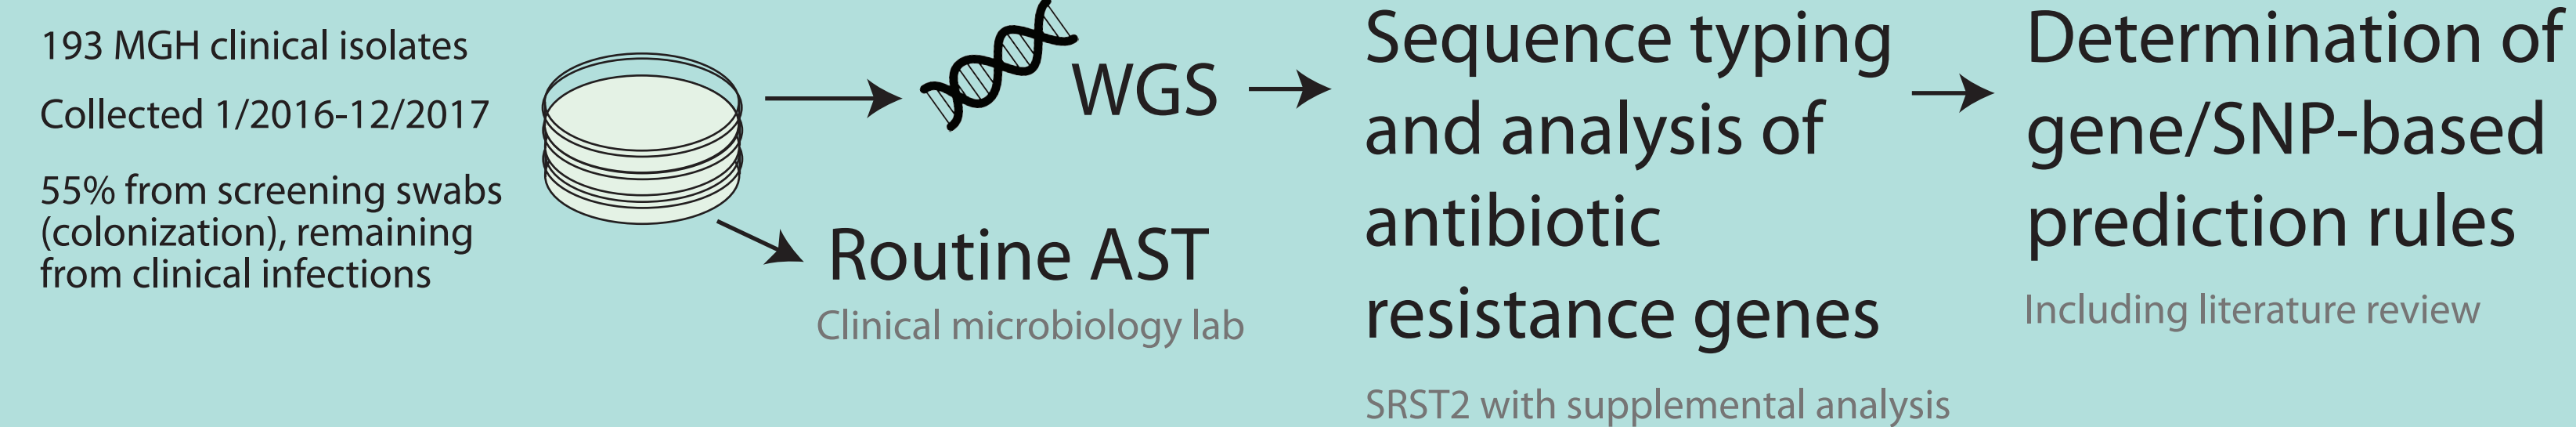 193 MGH clinical isolates
Collected 1/2016-12/2017
55% from screening swabs
(colonization), remaining
from clinical infections
WGS
Routine AST
Clinical microbiology lab
Sequence typing
and analysis of
antibiotic
resistance genes
SRST2 with supplemental analysis
Determination of
gene/SNP-based
prediction rules
Including literature review